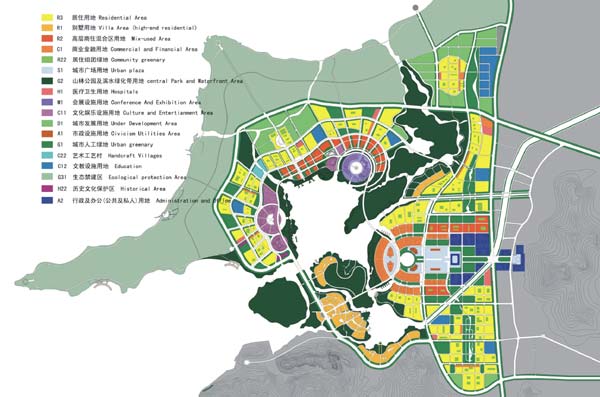 R3 居住用地 Residential Area
R1 别墅用地 Villa Area (high-end residential)
R2 高层商住混合区用地 Mix-used Area
C1 商业金融用地 Commercial and Financial Area
R22 居住组团绿地 Gummunity greenary
S1 城市广场用地 Urban plaza
G2 山林公园及滨水绿化带用地 central Park and Waterfront Area
H1 医疗卫生用地 Hospitals
M1 会展设施用地 Conference And Exhibition Area
C11 文化娱乐设施用地 Culture and Entertainment Area
D1 城市发展用地 Under Development Area
A1 市政设施用地 Civicism Utilities Area
G1 城市人工绿地 Urban greenary
C22 艺术工艺村 Handcraft Villages
C12 文教设施用地 Education
G31 生态禁建区 Ecological protection Area
H22 历史文化保护区 Historical Area
A2 行政及办公(公共及私人)用地 Administration and